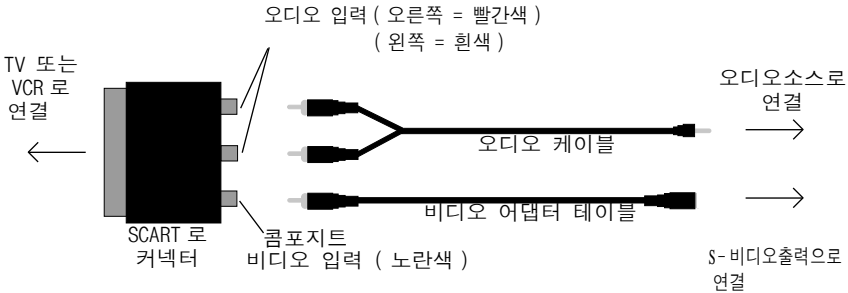 오디오 입력 ( 오른쪽 = 빨간색 )
( 왼쪽 = 흰색 )
TV 또는
VCR 로
연결
오디오소스로
연결
오디오 케이블
비디오 어댑터 테이블
SCART 로
커넥터
콤포지트
비디오 입력 ( 노란색 )
S-비디오출력으로
연결